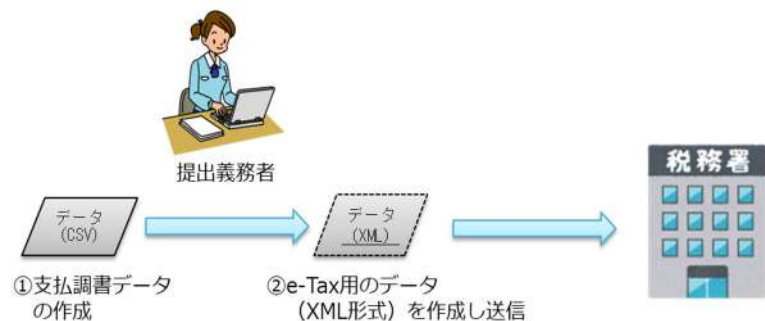 提出義務者
税務署
データ
(CSV)
データ
(XML)
①支払調書データ
の作成
②e-Tax用のデータ
(XML形式)を作成し送信